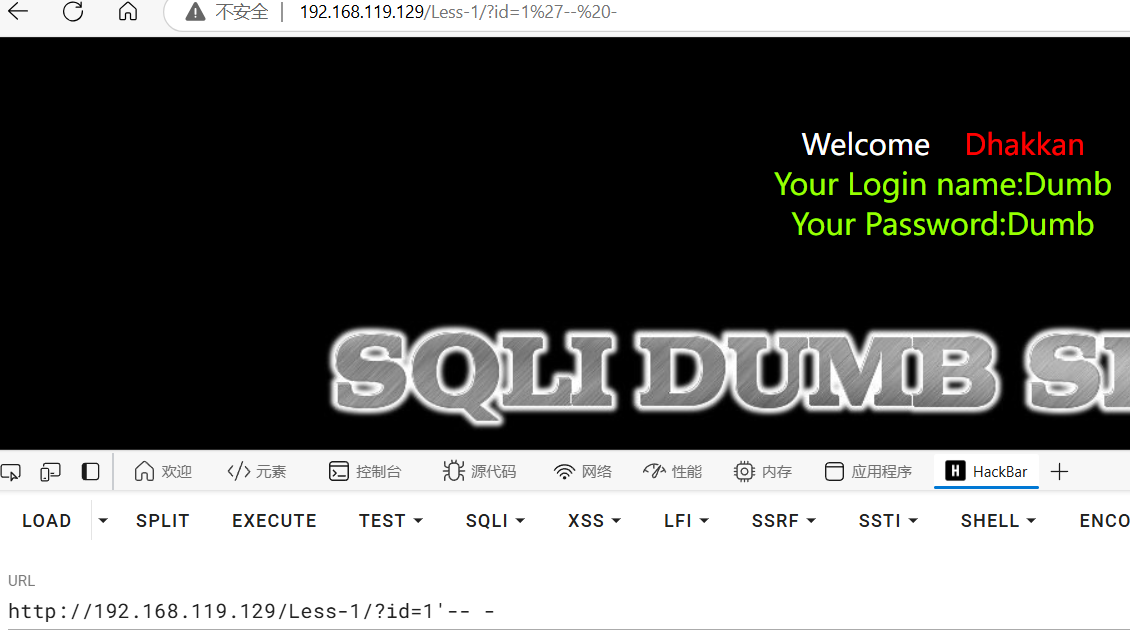 不安全 | 192.168.119.129/Less-1/?id=1%27--%20-
Welcome Dhakkan
Your Login name:Dumb
Your Password:Dumb
SQLI DUMB
欢迎 </> 元素 控制台 源代码 网络 性能 内存 应用程序 H HackBar
LOAD SPLIT EXECUTE TEST SQLI XSS LFI SSRF SSTI SHELL ENCO
URL
http://192.168.119.129/Less-1/?id=1'-- -